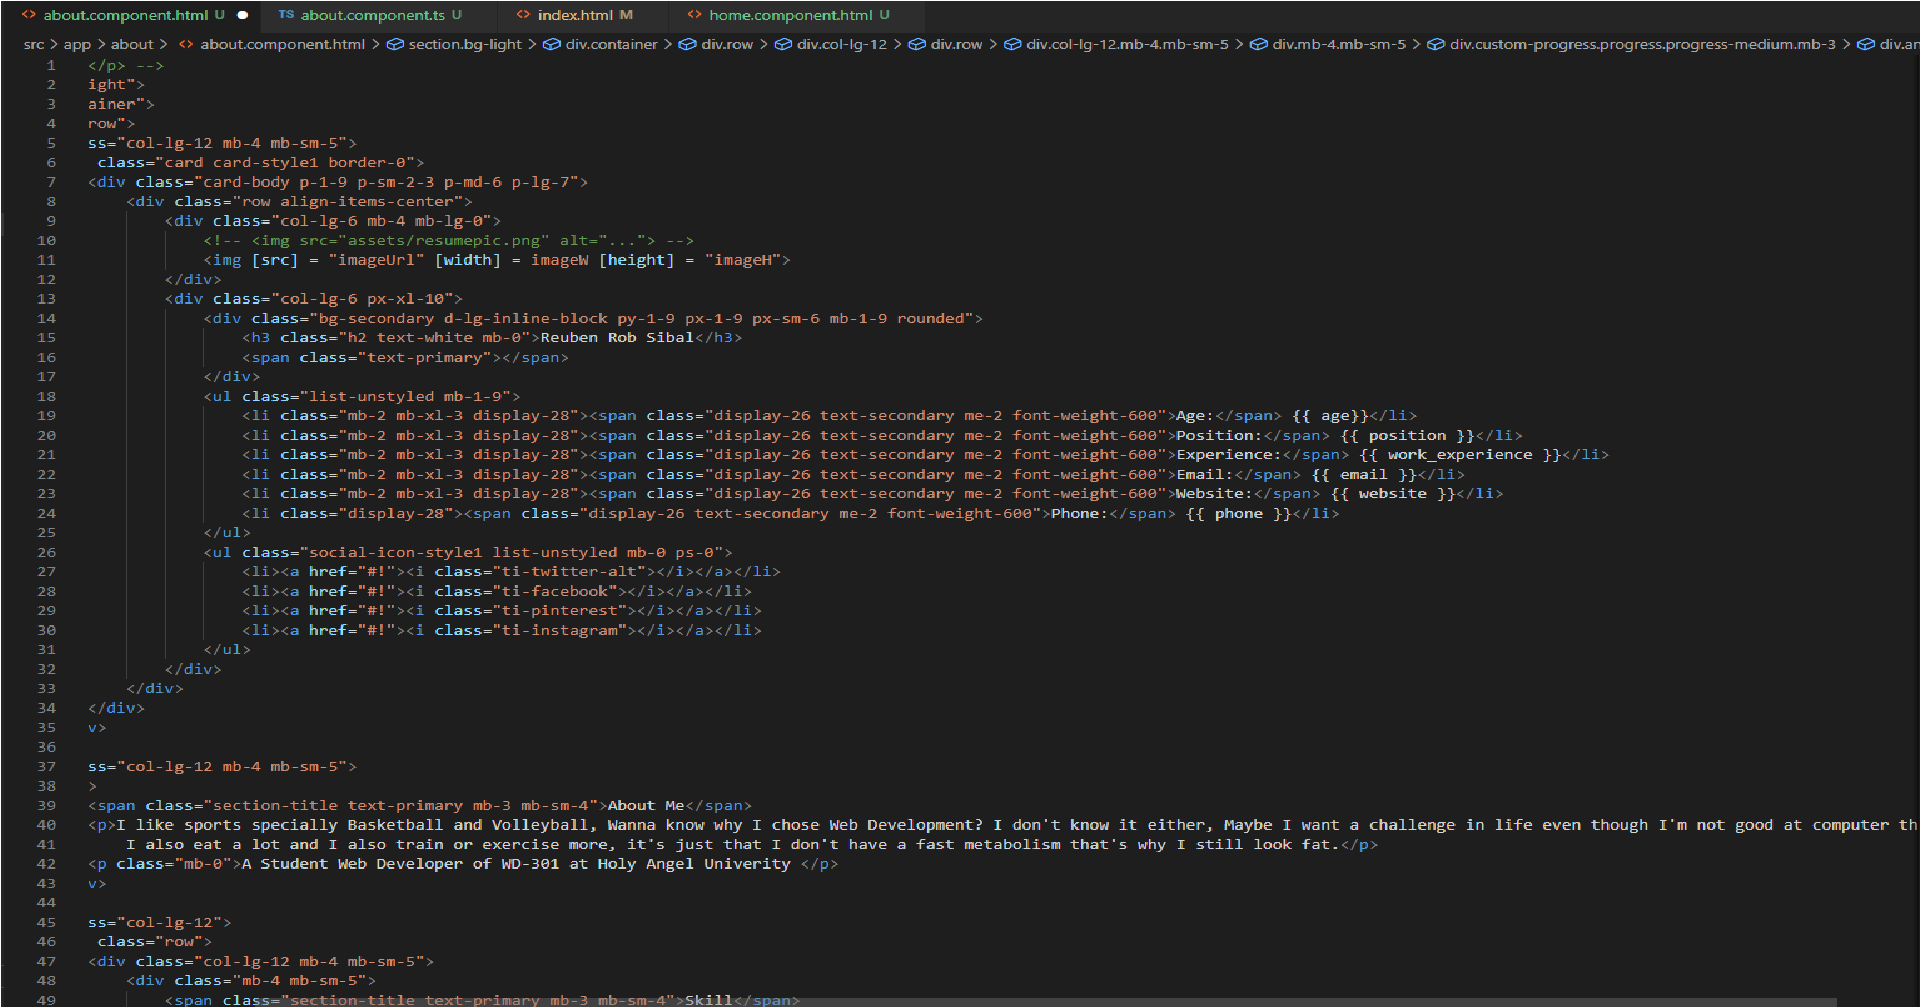 <> about.component.html U ● TS about.component.ts U <> index.html M <> home.component.html U
src > app > about > <> about.component.html > section.bg-light > div.container > div.row > div.col-lg-12 > div.row > div.col-lg-12.mb-4.mb-sm-5 > div.mb-4.mb-sm-5 > div.custom-progress.progress.progress-medium.mb-3 > div.an
1 </p> -->
2 ight">
3 ainer">
4 row">
5 ss="col-lg-12 mb-4 mb-sm-5">
6 class="card card-style1 border-0">
7 <div class="card-body p-1-9 p-sm-2-3 p-md-6 p-lg-7">
8 <div class="row align-items-center">
9 <div class="col-lg-6 mb-4 mb-lg-0">
10 <!-- <img src="assets/resumepic.png" alt="..."> -->
11 <img [src] = "imageUrl" [width] = imageW [height] = "imageH">
12 </div>
13 <div class="col-lg-6 px-xl-10">
14 <div class="bg-secondary d-lg-inline-block py-1-9 px-1-9 px-sm-6 mb-1-9 rounded">
15 <h3 class="h2 text-white mb-0">Reuben Rob Sibal</h3>
16 <span class="text-primary"></span>
17 </div>
18 <ul class="list-unstyled mb-1-9">
19 <li class="mb-2 mb-xl-3 display-28"><span class="display-26 text-secondary me-2 font-weight-600">Age:</span> {{ age}}</li>
20 <li class="mb-2 mb-xl-3 display-28"><span class="display-26 text-secondary me-2 font-weight-600">Position:</span> {{ position }}</li>
21 <li class="mb-2 mb-xl-3 display-28"><span class="display-26 text-secondary me-2 font-weight-600">Experience:</span> {{ work_experience }}</li>
22 <li class="mb-2 mb-xl-3 display-28"><span class="display-26 text-secondary me-2 font-weight-600">Email:</span> {{ email }}</li>
23 <li class="mb-2 mb-xl-3 display-28"><span class="display-26 text-secondary me-2 font-weight-600">Website:</span> {{ website }}</li>
24 <li class="display-28"><span class="display-26 text-secondary me-2 font-weight-600">Phone:</span> {{ phone }}</li>
25 </ul>
26 <ul class="social-icon-style1 list-unstyled mb-0 ps-0">
27 <li><a href="#!"><i class="ti-twitter-alt"></i></a></li>
28 <li><a href="#!"><i class="ti-facebook"></i></a></li>
29 <li><a href="#!"><i class="ti-pinterest"></i></a></li>
30 <li><a href="#!"><i class="ti-instagram"></i></a></li>
31 </ul>
32 </div>
33 </div>
34 </div>
35 v>
36
37 ss="col-lg-12 mb-4 mb-sm-5">
38 >
39 <span class="section-title text-primary mb-3 mb-sm-4">About Me</span>
40 <p>I like sports specially Basketball and Volleyball, Wanna know why I chose Web Development? I don't know it either, Maybe I want a challenge in life even though I'm not good at computer th
41 I also eat a lot and I also train or exercise more, it's just that I don't have a fast metabolism that's why I still look fat.</p>
42 <p class="mb-0">A Student Web Developer of WD-301 at Holy Angel Univerity </p>
43 v>
44
45 ss="col-lg-12">
46 class="row">
47 <div class="col-lg-12 mb-4 mb-sm-5">
48 <div class="mb-4 mb-sm-5">
49 <span class="section-title text-primary mb-3 mb-sm-4">Skill</span>